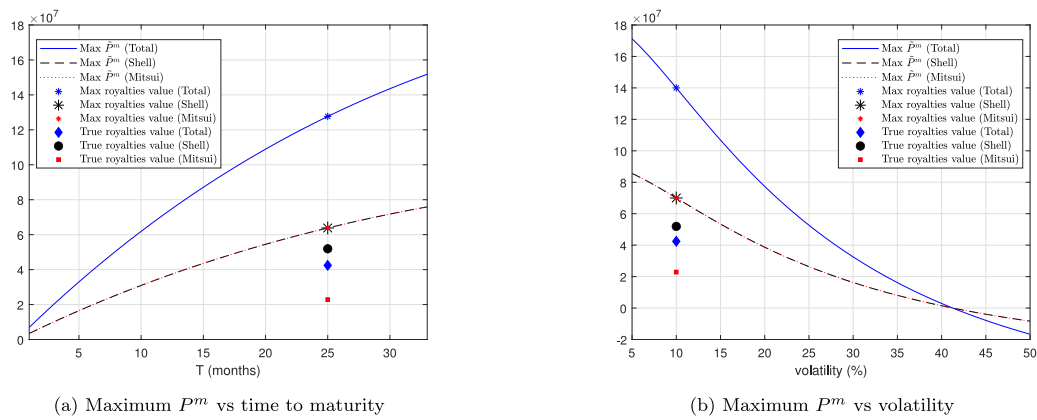 18 ×10⁷
16
14
12
10
8
6
4
2
0
5 10 15 20 25 30
T (months)
Max P̃ᵐ (Total)
Max P̃ᵐ (Shell)
Max P̃ᵐ (Mitsui)
Max royalties value (Total)
Max royalties value (Shell)
Max royalties value (Mitsui)
True royalties value (Total)
True royalties value (Shell)
True royalties value (Mitsui)
(a) Maximum Pᵐ vs time to maturity
18 ×10⁷
16
14
12
10
8
6
4
2
0
-2
5 10 15 20 25 30 35 40 45 50
volatility (%)
Max P̃ᵐ (Total)
Max P̃ᵐ (Shell)
Max P̃ᵐ (Mitsui)
Max royalties value (Total)
Max royalties value (Shell)
Max royalties value (Mitsui)
True royalties value (Total)
True royalties value (Shell)
True royalties value (Mitsui)
(b) Maximum Pᵐ vs volatility